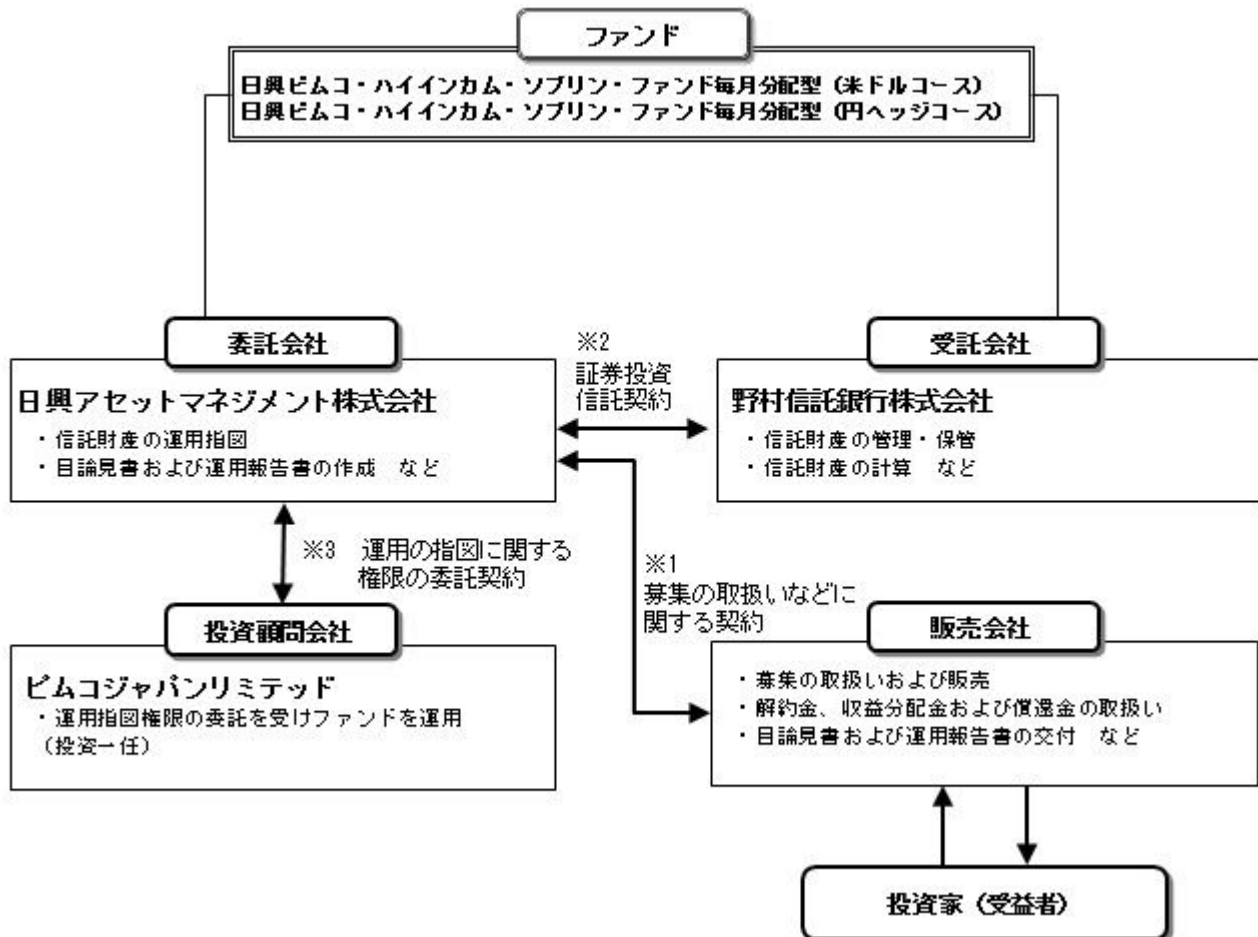 ファンド
日興ピムコ・ハイインカム・ソブリン・ファンド毎月分配型（米ドルコース）
日興ピムコ・ハイインカム・ソブリン・ファンド毎月分配型（円ヘッジコース）
委託会社
日興アセットマネジメント株式会社
・信託財産の運用指図
・目論見書および運用報告書の作成　など
※2
証券投資
信託契約
受託会社
野村信託銀行株式会社
・信託財産の管理・保管
・信託財産の計算　など
※3　運用の指図に関する
権限の委託契約
※1
募集の取扱いなどに
関する契約
投資顧問会社
ピムコジャパンリミテッド
・運用指図権限の委託を受けファンドを運用
（投資一任）
販売会社
・募集の取扱いおよび販売
・解約金、収益分配金および償還金の取扱い
・目論見書および運用報告書の交付　など
投資家（受益者）